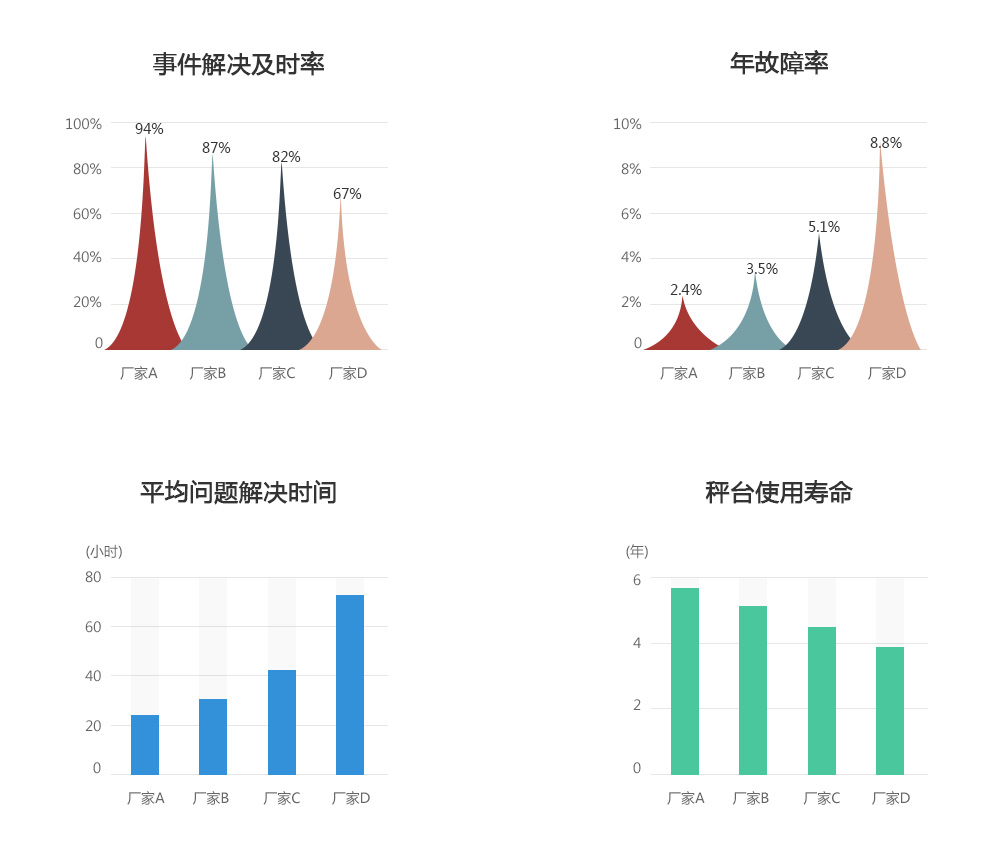 事件解决及时率
100%
80%
60%
40%
20%
0
94%
87%
82%
67%
厂家A
厂家B
厂家C
厂家D
年故障率
10%
8%
6%
4%
2%
0
2.4%
3.5%
5.1%
8.8%
厂家A
厂家B
厂家C
厂家D
平均问题解决时间
(小时)
80
60
40
20
0
厂家A
厂家B
厂家C
厂家D
秤台使用寿命
(年)
6
4
2
0
厂家A
厂家B
厂家C
厂家D